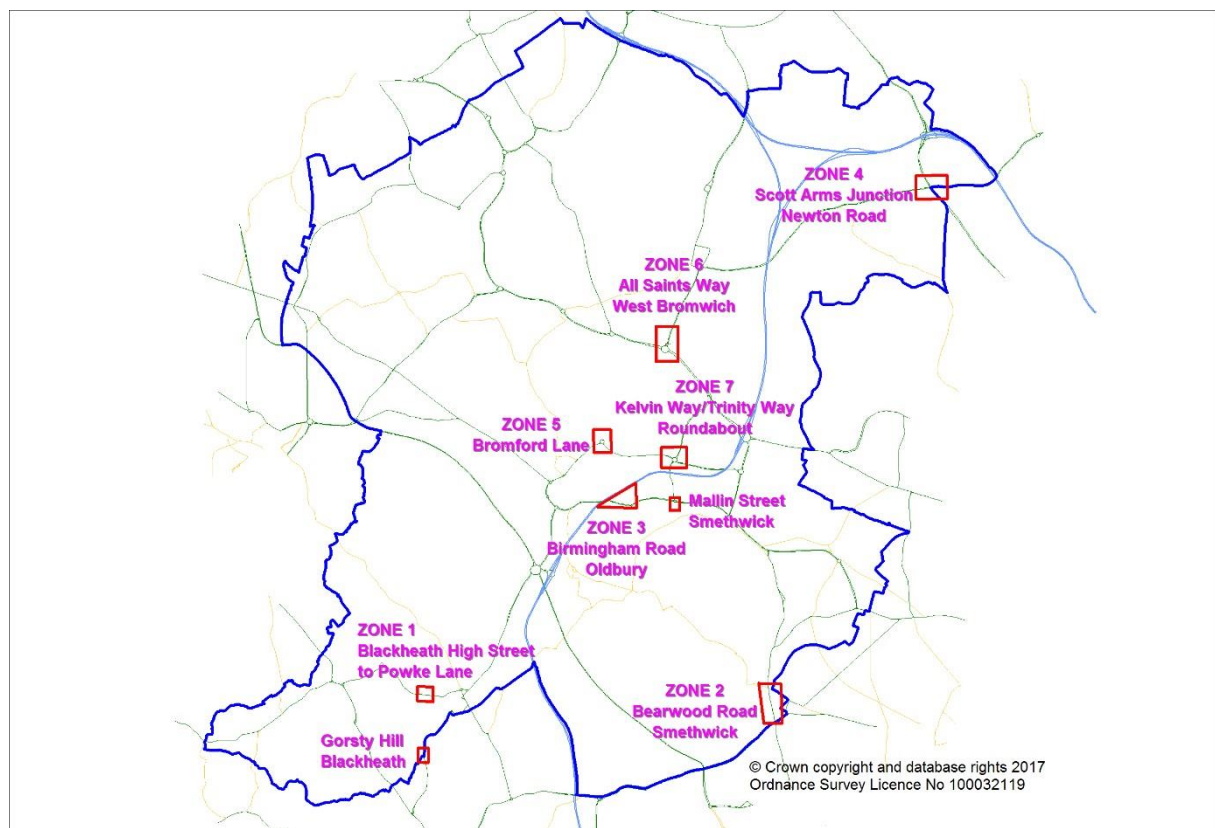 ZONE 4
Scott Arms Junction
Newton Road
ZONE 6
All Saints Way
West Bromwich
ZONE 7
Kelvin Way/Trinity Way
Roundabout
ZONE 5
Bromford Lane
Mallin Street
Smethwick
ZONE 3
Birmingham Road
Oldbury
ZONE 1
Blackheath High Street
to Powke Lane
ZONE 2
Bearwood Road
Smethwick
Gorsty Hill
Blackheath
© Crown copyright and database rights 2017
Ordnance Survey Licence No 100032119